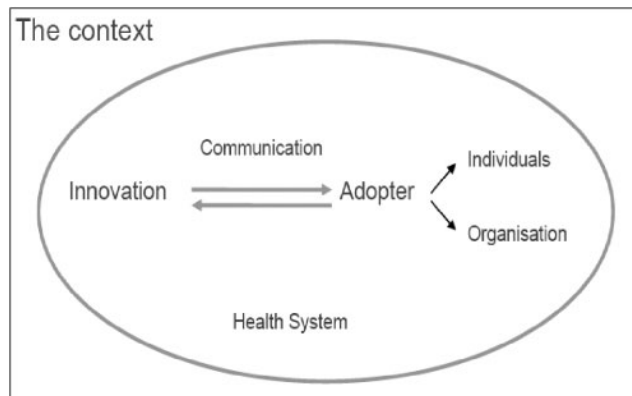 The context
Communication
Innovation
Adopter
Individuals
Organisation
Health System